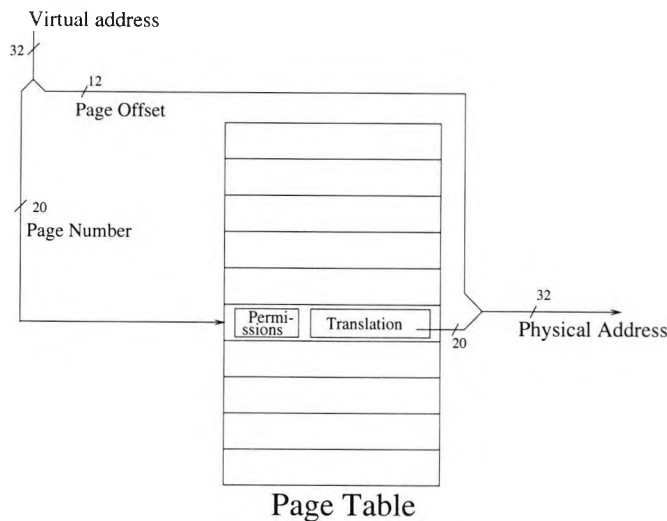 Virtual address
32
12
Page Offset
20
Page Number
Permi-
ssions
Translation
20
32
Physical Address
Page Table